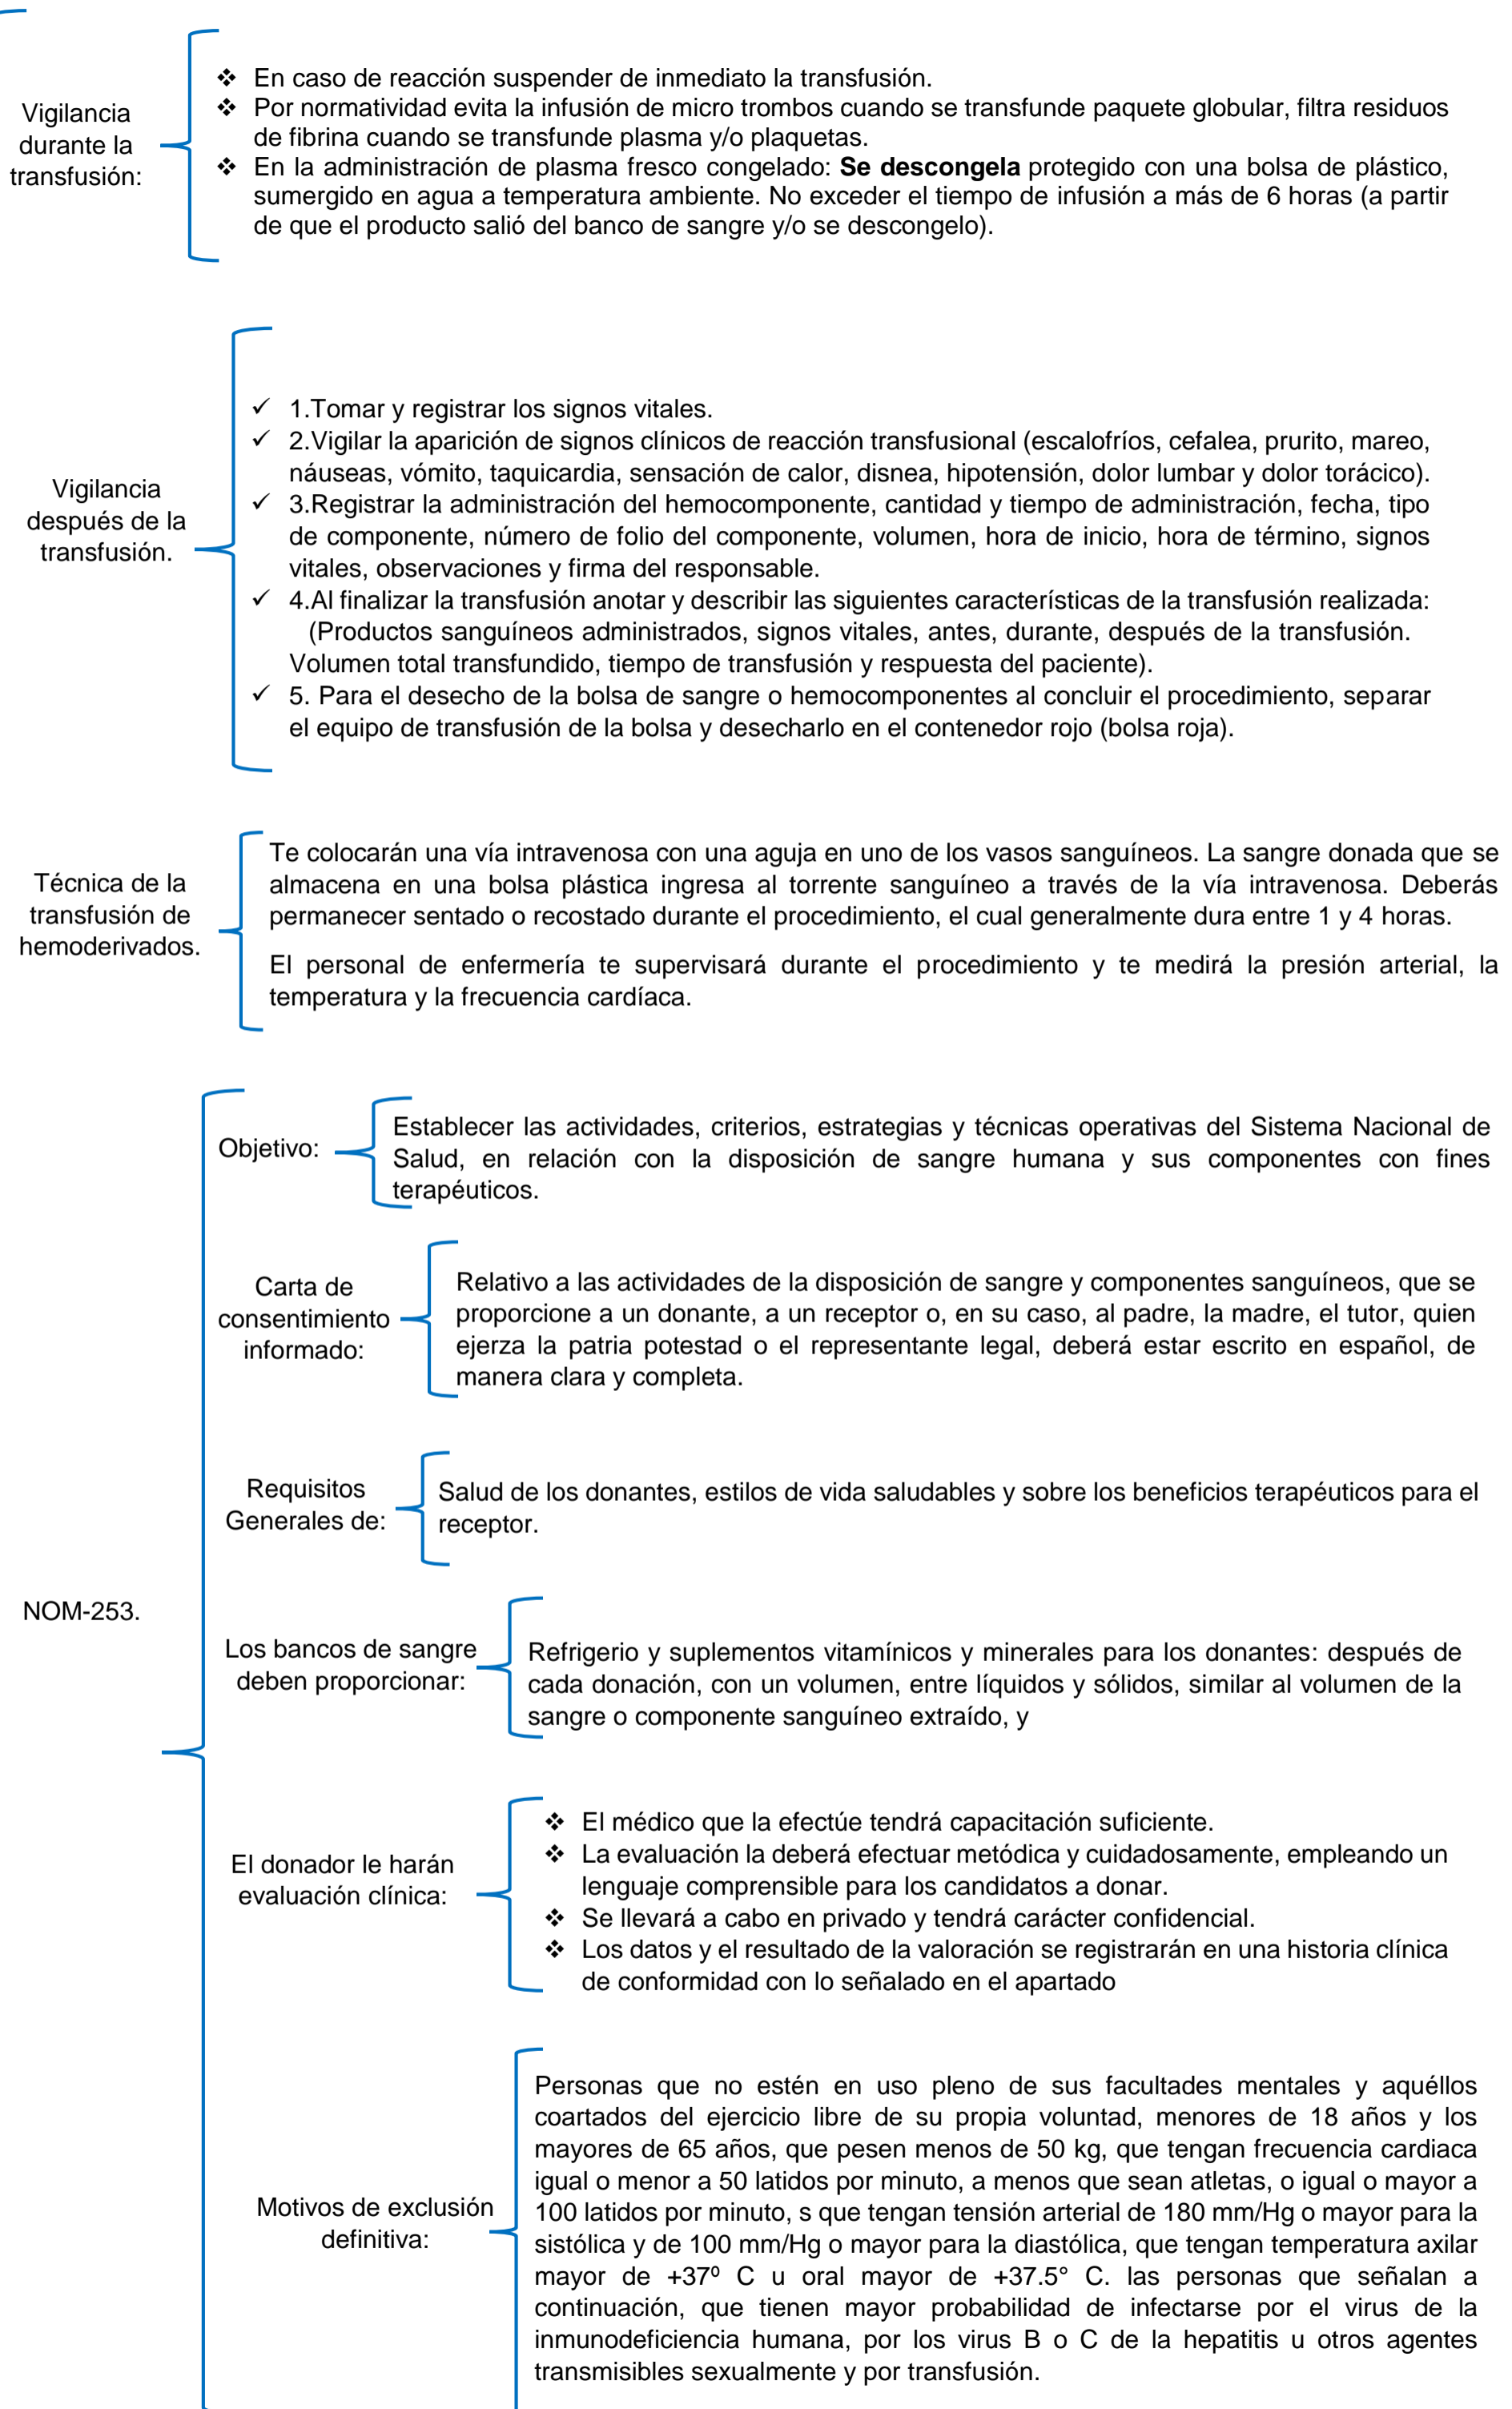 Vigilancia
durante la
transfusión:
❖ En caso de reacción suspender de inmediato la transfusión.
❖ Por normatividad evita la infusión de micro trombos cuando se transfunde paquete globular, filtra residuos
de fibrina cuando se transfunde plasma y/o plaquetas.
❖ En la administración de plasma fresco congelado: Se descongela protegido con una bolsa de plástico,
sumergido en agua a temperatura ambiente. No exceder el tiempo de infusión a más de 6 horas (a partir
de que el producto salió del banco de sangre y/o se descongelo).
Vigilancia
después de la
transfusión.
✓ 1.Tomar y registrar los signos vitales.
✓ 2.Vigilar la aparición de signos clínicos de reacción transfusional (escalofríos, cefalea, prurito, mareo,
náuseas, vómito, taquicardia, sensación de calor, disnea, hipotensión, dolor lumbar y dolor torácico).
✓ 3.Registrar la administración del hemocomponente, cantidad y tiempo de administración, fecha, tipo
de componente, número de folio del componente, volumen, hora de inicio, hora de término, signos
vitales, observaciones y firma del responsable.
✓ 4.Al finalizar la transfusión anotar y describir las siguientes características de la transfusión realizada:
(Productos sanguíneos administrados, signos vitales, antes, durante, después de la transfusión.
Volumen total transfundido, tiempo de transfusión y respuesta del paciente).
✓ 5. Para el desecho de la bolsa de sangre o hemocomponentes al concluir el procedimiento, separar
el equipo de transfusión de la bolsa y desecharlo en el contenedor rojo (bolsa roja).
Técnica de la
transfusión de
hemoderivados.
Te colocarán una vía intravenosa con una aguja en uno de los vasos sanguíneos. La sangre donada que se
almacena en una bolsa plástica ingresa al torrente sanguíneo a través de la vía intravenosa. Deberás
permanecer sentado o recostado durante el procedimiento, el cual generalmente dura entre 1 y 4 horas.
El personal de enfermería te supervisará durante el procedimiento y te medirá la presión arterial, la
temperatura y la frecuencia cardíaca.
NOM-253.
Objetivo:
Establecer las actividades, criterios, estrategias y técnicas operativas del Sistema Nacional de
Salud, en relación con la disposición de sangre humana y sus componentes con fines
terapéuticos.
Carta de
consentimiento
informado:
Relativo a las actividades de la disposición de sangre y componentes sanguíneos, que se
proporcione a un donante, a un receptor o, en su caso, al padre, la madre, el tutor, quien
ejerza la patria potestad o el representante legal, deberá estar escrito en español, de
manera clara y completa.
Requisitos
Generales de:
Salud de los donantes, estilos de vida saludables y sobre los beneficios terapéuticos para el
receptor.
Los bancos de sangre
deben proporcionar:
Refrigerio y suplementos vitamínicos y minerales para los donantes: después de
cada donación, con un volumen, entre líquidos y sólidos, similar al volumen de la
sangre o componente sanguíneo extraído, y
El donador le harán
evaluación clínica:
❖ El médico que la efectúe tendrá capacitación suficiente.
❖ La evaluación la deberá efectuar metódica y cuidadosamente, empleando un
lenguaje comprensible para los candidatos a donar.
❖ Se llevará a cabo en privado y tendrá carácter confidencial.
❖ Los datos y el resultado de la valoración se registrarán en una historia clínica
de conformidad con lo señalado en el apartado
Motivos de exclusión
definitiva:
Personas que no estén en uso pleno de sus facultades mentales y aquéllos
coartados del ejercicio libre de su propia voluntad, menores de 18 años y los
mayores de 65 años, que pesen menos de 50 kg, que tengan frecuencia cardiaca
igual o menor a 50 latidos por minuto, a menos que sean atletas, o igual o mayor a
100 latidos por minuto, s que tengan tensión arterial de 180 mm/Hg o mayor para la
sistólica y de 100 mm/Hg o mayor para la diastólica, que tengan temperatura axilar
mayor de +37º C u oral mayor de +37.5° C. las personas que señalan a
continuación, que tienen mayor probabilidad de infectarse por el virus de la
inmunodeficiencia humana, por los virus B o C de la hepatitis u otros agentes
transmisibles sexualmente y por transfusión.